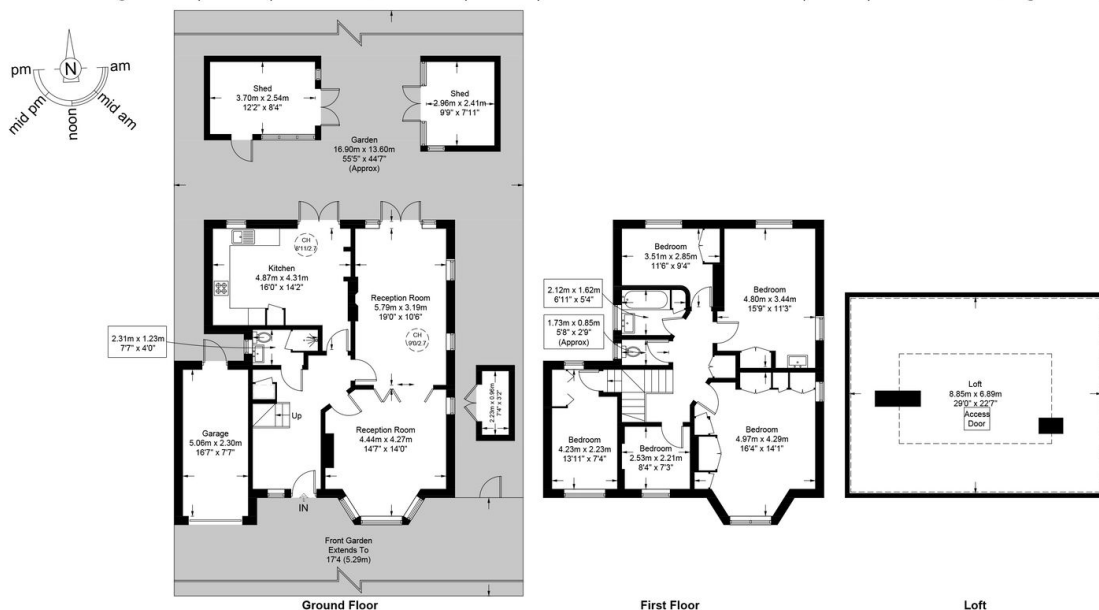 N
pm
am
mid pm
mid am
noon
Shed
3.70m x 2.54m
12'2" x 8'4"
Shed
2.96m x 2.41m
9'9" x 7'11"
Garden
16.90m x 13.60m
55'5" x 44'7"
(Approx)
CH
8'11/2.7
Kitchen
4.87m x 4.31m
16'0" x 14'2"
Reception Room
5.79m x 3.19m
19'0" x 10'6"
CH
9'0/2.7
2.31m x 1.23m
7'7" x 4'0"
2.23m x 0.96m
7'4" x 3'2"
Up
Garage
5.06m x 2.30m
16'7" x 7'7"
Reception Room
4.44m x 4.27m
14'7" x 14'0"
IN
Front Garden
Extends To
17'4 (5.29m)
Ground Floor
Bedroom
3.51m x 2.85m
11'6" x 9'4"
2.12m x 1.62m
6'11" x 5'4"
Bedroom
4.80m x 3.44m
15'9" x 11'3"
1.73m x 0.85m
5'8" x 2'9"
(Approx)
Bedroom
4.23m x 2.23m
13'11" x 7'4"
Bedroom
2.53m x 2.21m
8'4" x 7'3"
Bedroom
4.97m x 4.29m
16'4" x 14'1"
First Floor
Loft
8.85m x 6.89m
29'0" x 22'7"
Access
Door
Loft